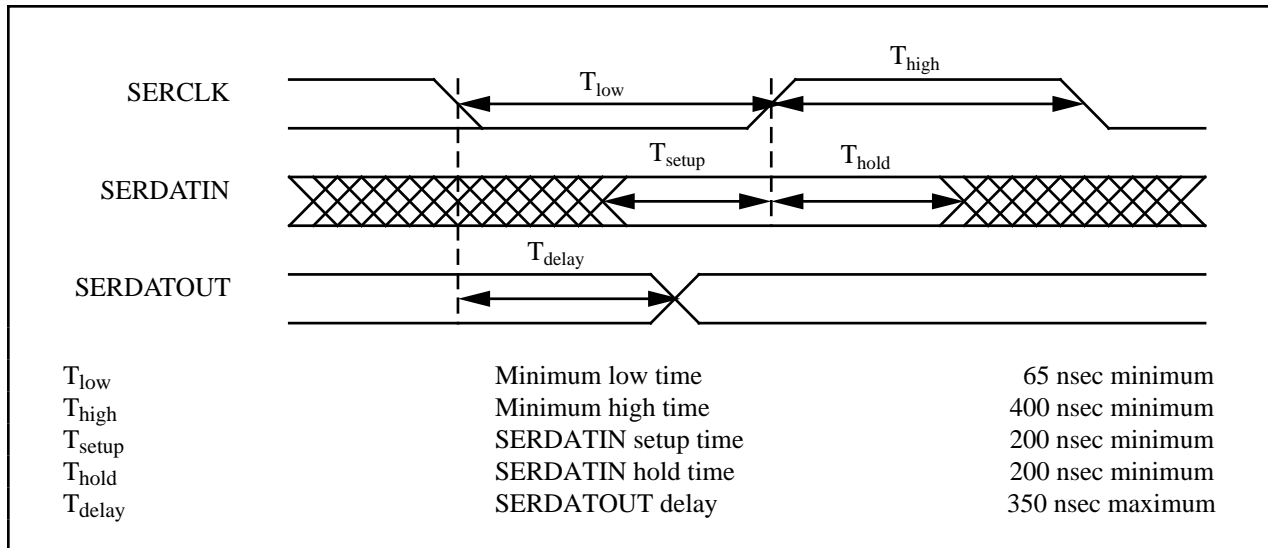 T_high
SERCLK
T_low
T_setup
T_hold
SERDATIN
T_delay
SERDATOUT
T_low Minimum low time 65 nsec minimum
T_high Minimum high time 400 nsec minimum
T_setup SERDATIN setup time 200 nsec minimum
T_hold SERDATIN hold time 200 nsec minimum
T_delay SERDATOUT delay 350 nsec maximum